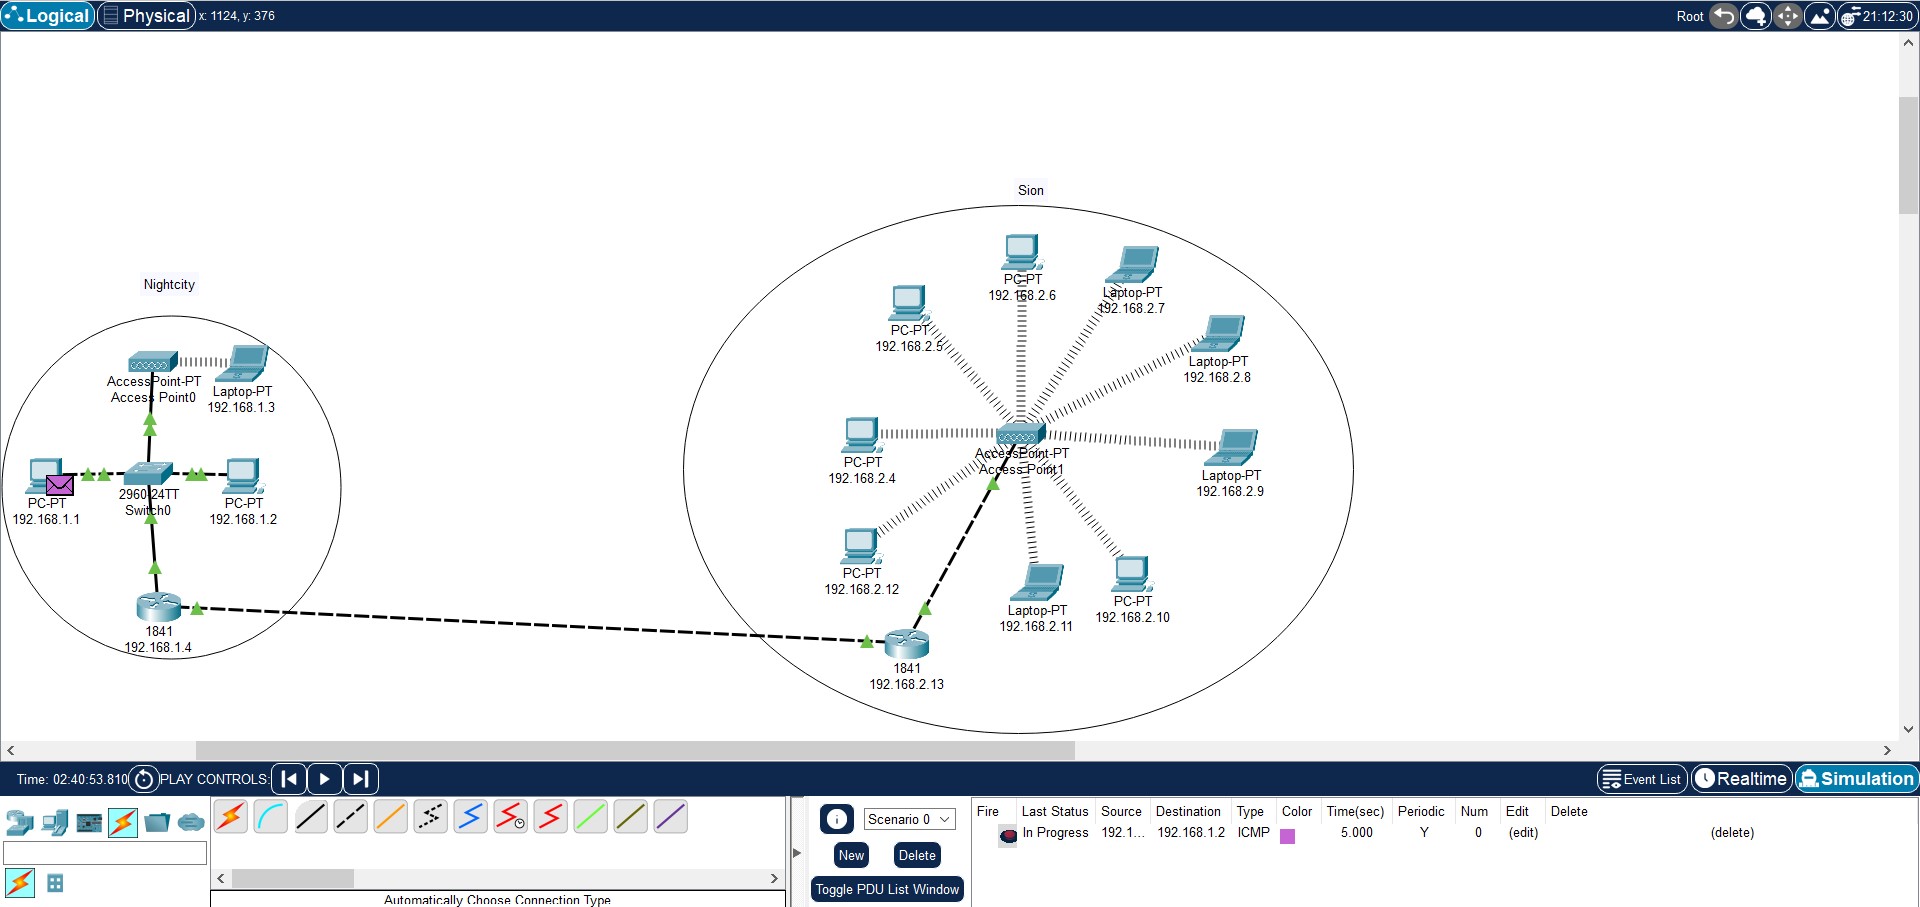 Logical Physical x: 1124, y: 376 Root 21:12:30
Sion
Nightcity
PC-PT
192.168.2.6
Laptop-PT
192.168.2.7
PC-PT
192.168.2.5
Laptop-PT
192.168.2.8
AccessPoint-PT
Access Point0
Laptop-PT
192.168.1.3
PC-PT
192.168.2.4
AccessPoint-PT
Access Point1
Laptop-PT
192.168.2.9
PC-PT
192.168.1.1
2960-24TT
Switch0
PC-PT
192.168.1.2
PC-PT
192.168.2.12
Laptop-PT
192.168.2.11
PC-PT
192.168.2.10
1841
192.168.1.4
1841
192.168.2.13
Time: 02:40:53.810 PLAY CONTROLS: Event List Realtime Simulation
Scenario 0
New Delete
Toggle PDU List Window
Automatically Choose Connection Type
Fire Last Status Source Destination Type Color Time(sec) Periodic Num Edit Delete
In Progress 192.1... 192.168.1.2 ICMP 5.000 Y 0 (edit) (delete)